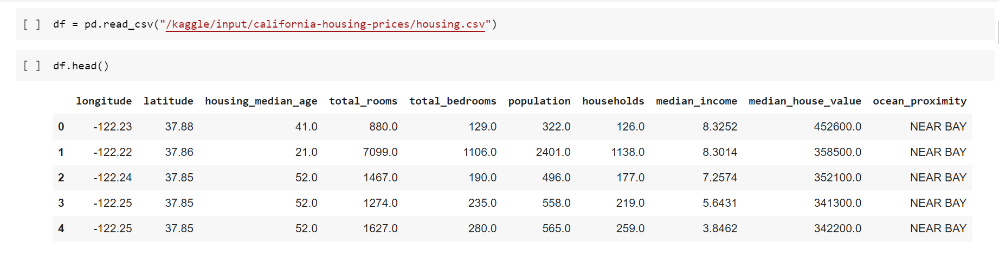 [ ] df = pd.read_csv("/kaggle/input/california-housing-prices/housing.csv")
[ ] df.head()
longitude latitude housing_median_age total_rooms total_bedrooms population households median_income median_house_value ocean_proximity
0 -122.23 37.88 41.0 880.0 129.0 322.0 126.0 8.3252 452600.0 NEAR BAY
1 -122.22 37.86 21.0 7099.0 1106.0 2401.0 1138.0 8.3014 358500.0 NEAR BAY
2 -122.24 37.85 52.0 1467.0 190.0 496.0 177.0 7.2574 352100.0 NEAR BAY
3 -122.25 37.85 52.0 1274.0 235.0 558.0 219.0 5.6431 341300.0 NEAR BAY
4 -122.25 37.85 52.0 1627.0 280.0 565.0 259.0 3.8462 342200.0 NEAR BAY